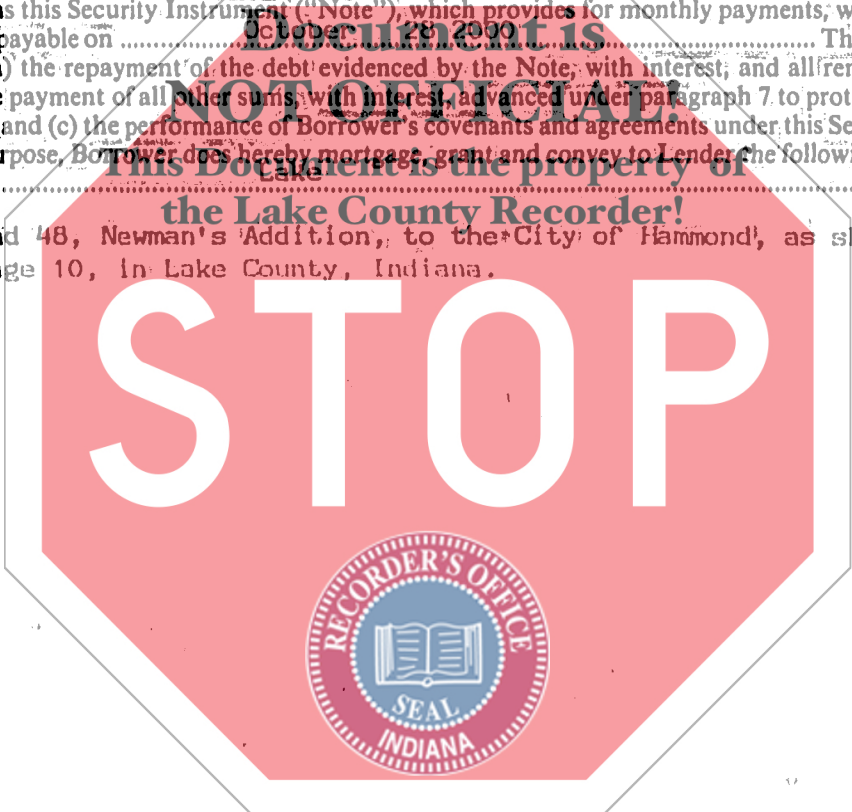 s this Security Instrument ("Note"), which provides for monthly payments, w
payable on October 28 2000 Th
) the repayment of the debt evidenced by the Note, with interest, and all ren
payment of all other sums, with interest, advanced under paragraph 7 to prot
and (c) the performance of Borrower's covenants and agreements under this Se
rpose, Borrower does hereby mortgage, grant and convey to Lender the followi
Lake
d 48, Newman's Addition, to the City of Hammond, as s
ge 10, in Lake County, Indiana.
Document is
NOT OFFICIAL!
This Document is the property of
the Lake County Recorder!
STOP
RECORDER'S OFFICE
SEAL
INDIANA